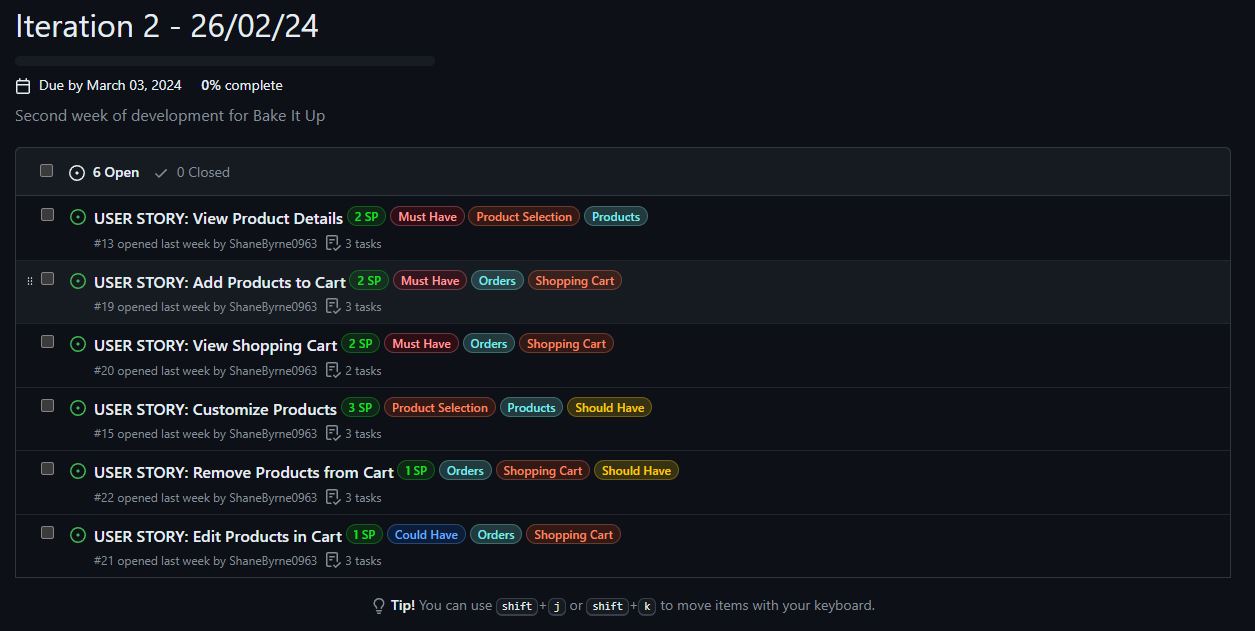 Iteration 2 - 26/02/24
Due by March 03, 2024 0% complete
Second week of development for Bake It Up
6 Open 0 Closed
USER STORY: View Product Details 2 SP Must Have Product Selection Products
#13 opened last week by ShaneByrne0963 3 tasks
USER STORY: Add Products to Cart 2 SP Must Have Orders Shopping Cart
#19 opened last week by ShaneByrne0963 3 tasks
USER STORY: View Shopping Cart 2 SP Must Have Orders Shopping Cart
#20 opened last week by ShaneByrne0963 2 tasks
USER STORY: Customize Products 3 SP Product Selection Products Should Have
#15 opened last week by ShaneByrne0963 3 tasks
USER STORY: Remove Products from Cart 1 SP Orders Shopping Cart Should Have
#22 opened last week by ShaneByrne0963 3 tasks
USER STORY: Edit Products in Cart 1 SP Could Have Orders Shopping Cart
#21 opened last week by ShaneByrne0963 3 tasks
Tip! You can use shift + j or shift + k to move items with your keyboard.